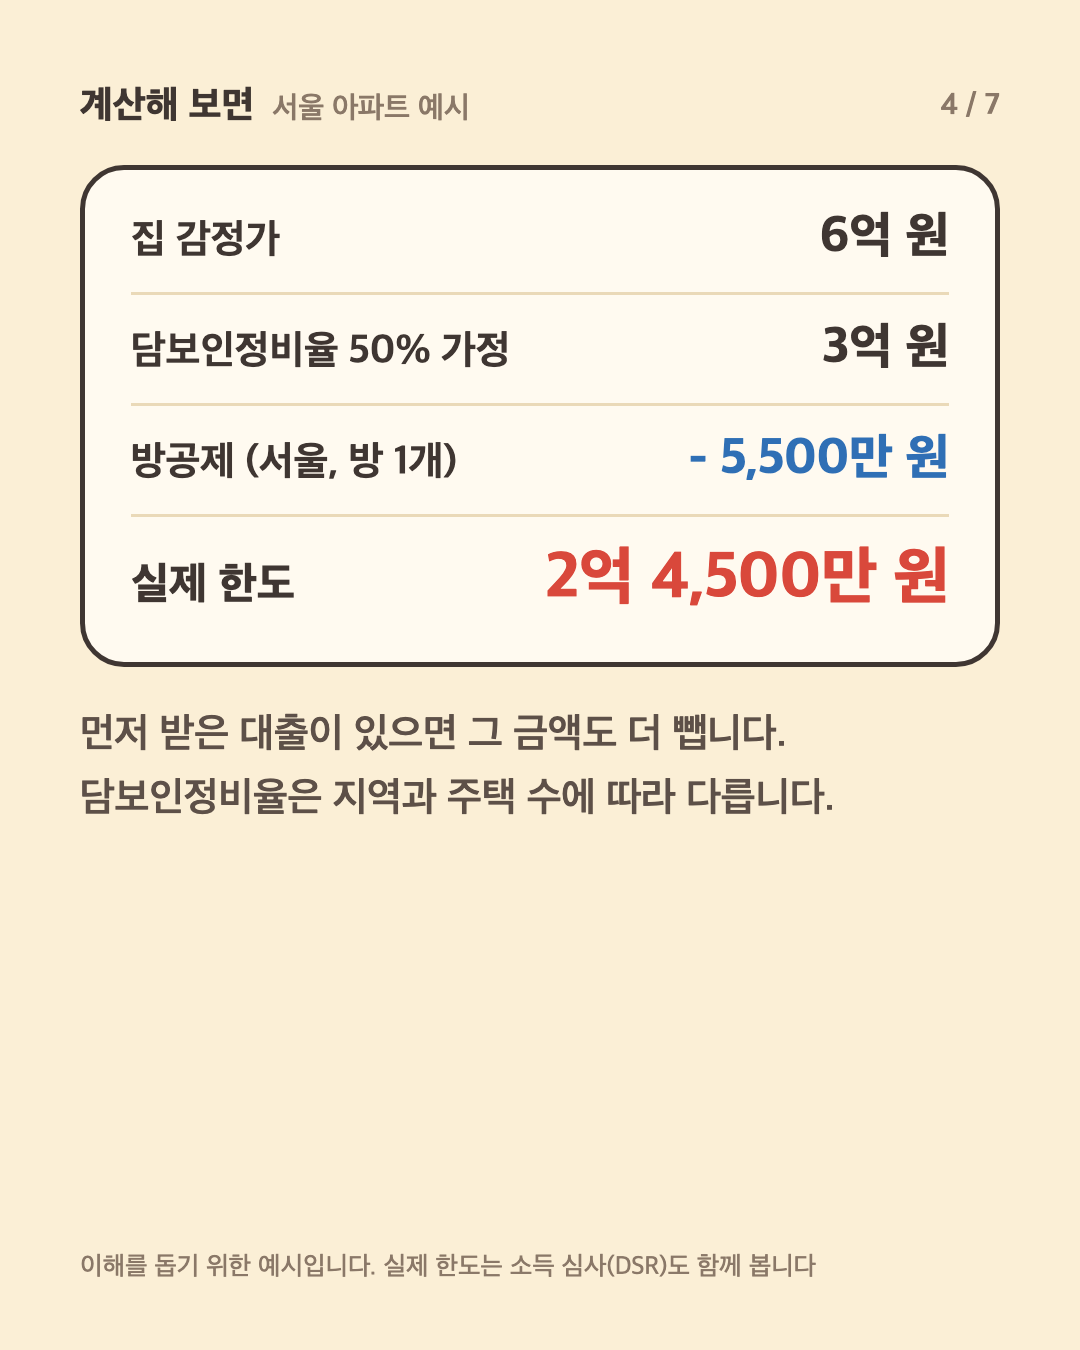 계산해 보면 서울 아파트 예시 4 / 7
집 감정가 6억 원
담보인정비율 50% 가정 3억 원
방공제 (서울, 방 1개) - 5,500만 원
실제 한도 2억 4,500만 원
먼저 받은 대출이 있으면 그 금액도 더 뺍니다.
담보인정비율은 지역과 주택 수에 따라 다릅니다.
이해를 돕기 위한 예시입니다. 실제 한도는 소득 심사(DSR)도 함께 봅니다